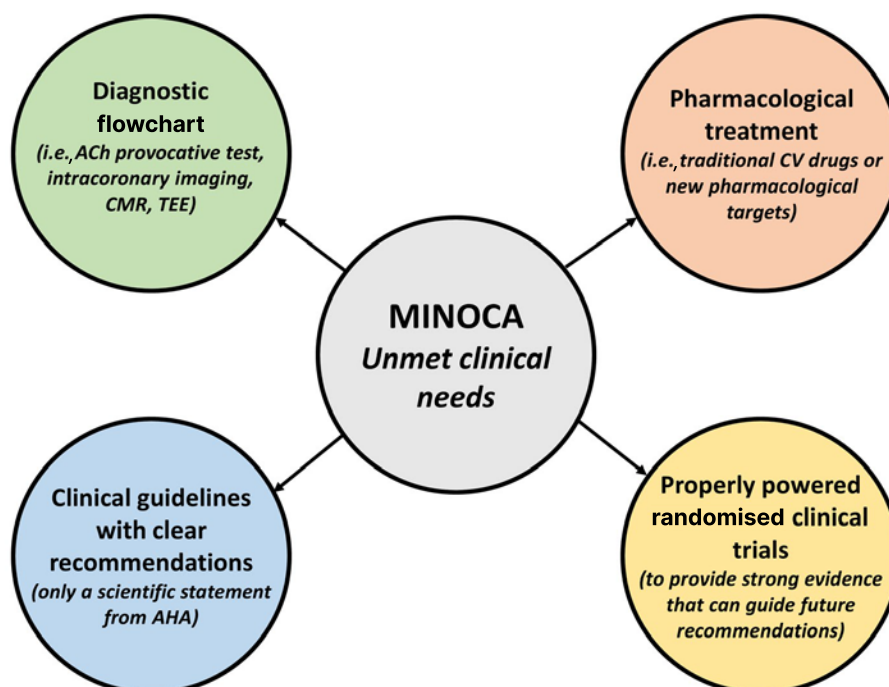 Diagnostic
flowchart
(i.e.,ACh provocative test,
intracoronary imaging,
CMR, TEE)
Pharmacological
treatment
(i.e.,traditional CV drugs or
new pharmacological
targets)
MINOCA
Unmet clinical
needs
Clinical guidelines
with clear
recommendations
(only a scientific statement
from AHA)
Properly powered
randomised clinical
trials
(to provide strong evidence
that can guide future
recommendations)